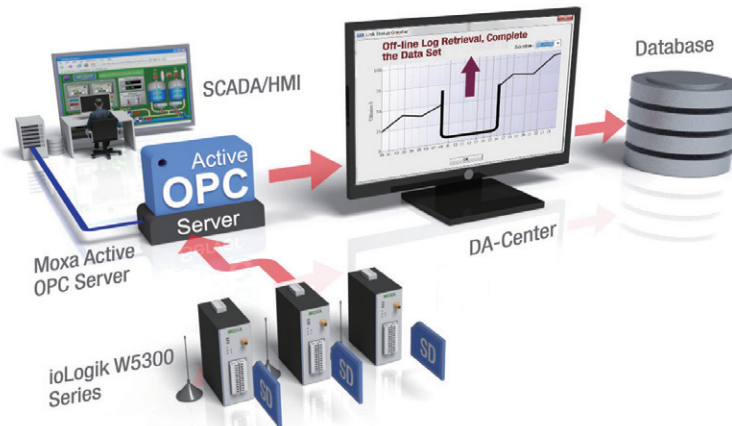 SCADA/HMI
Off-line Log Retrieval, Complete
the Data Set
Database
Active
OPC
Server
Moxa Active
OPC Server
DA-Center
ioLogik W5300
Series
SD
SD
SD